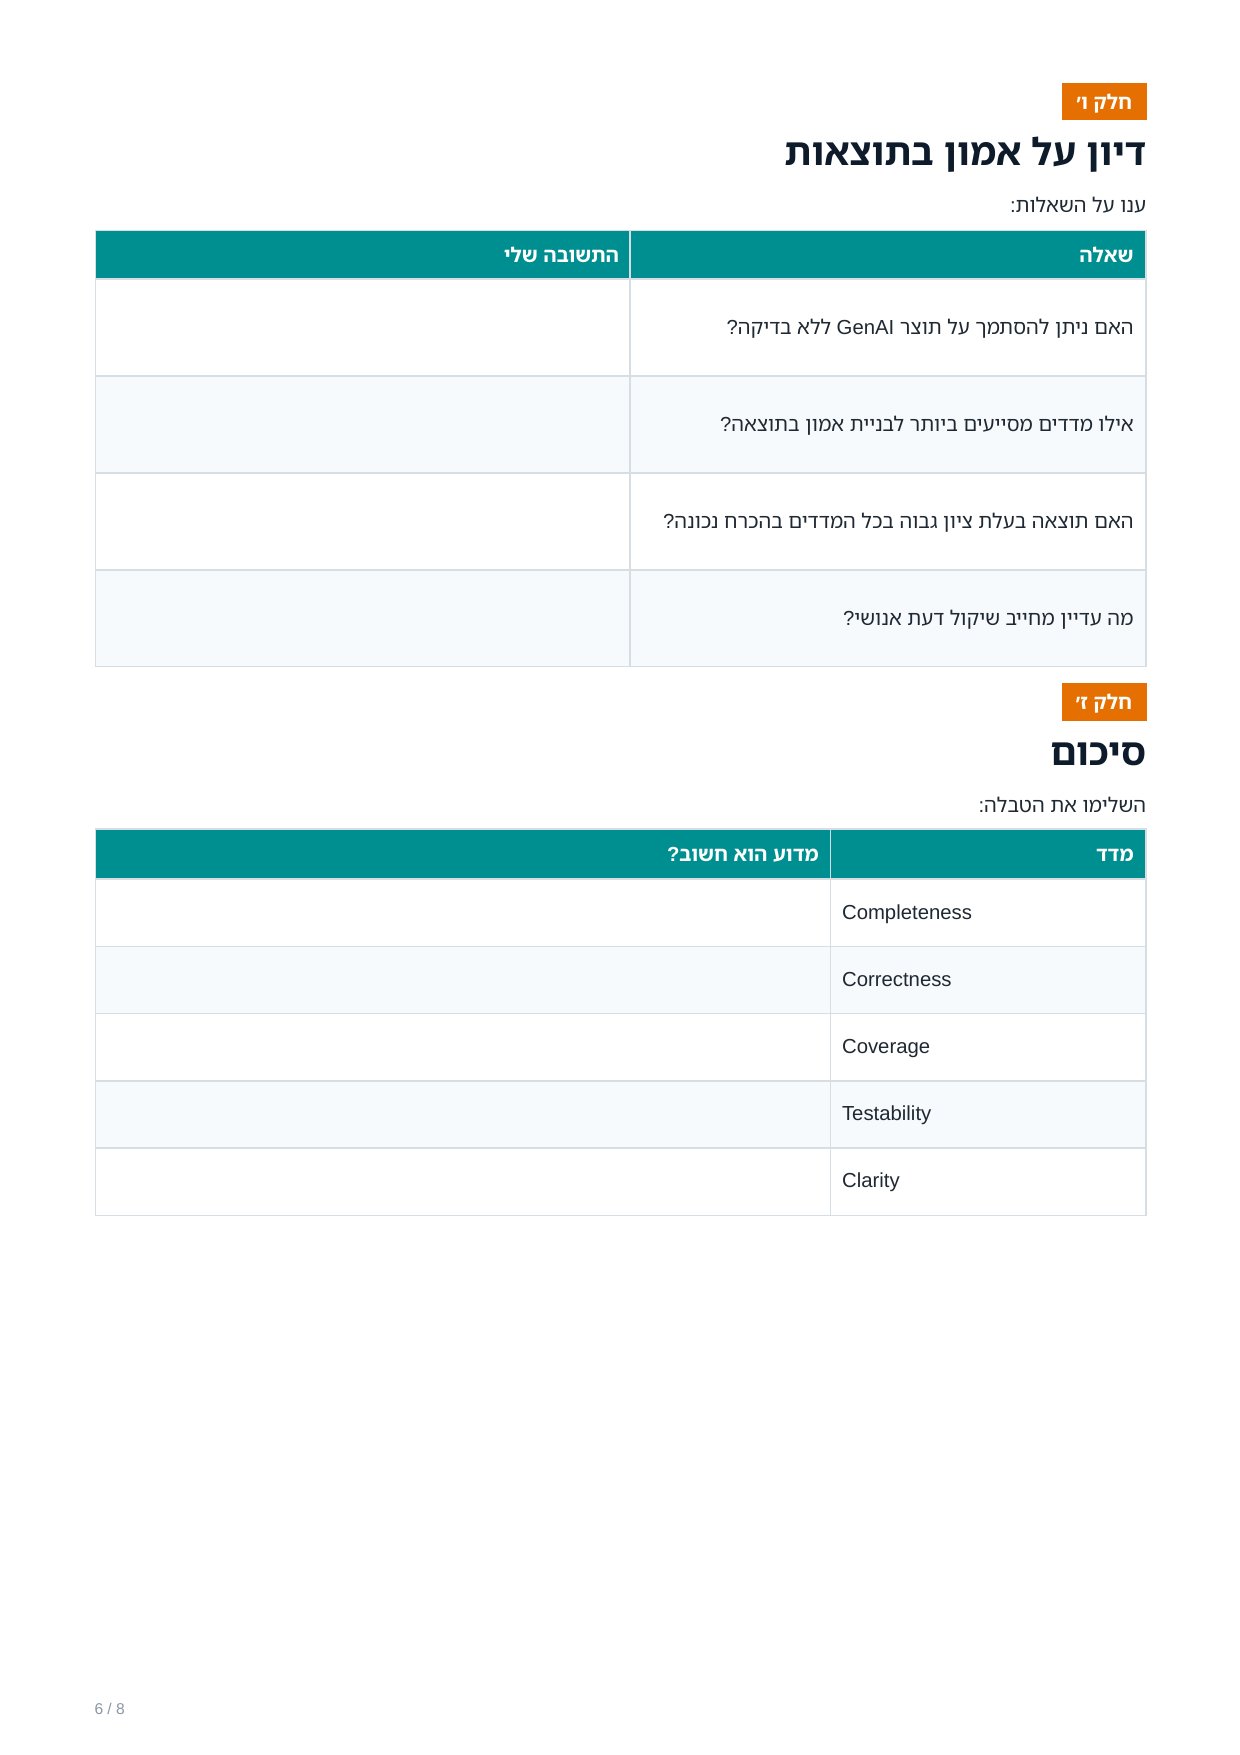 חלק ו׳
דיון על אמון בתוצאות
ענו על השאלות:
שאלה התשובה שלי
האם ניתן להסתמך על תוצר GenAI ללא בדיקה?
אילו מדדים מסייעים ביותר לבניית אמון בתוצאה?
האם תוצאה בעלת ציון גבוה בכל המדדים בהכרח נכונה?
מה עדיין מחייב שיקול דעת אנושי?
חלק ז׳
סיכום
השלימו את הטבלה:
מדד מדוע הוא חשוב?
Completeness
Correctness
Coverage
Testability
Clarity
6 / 8